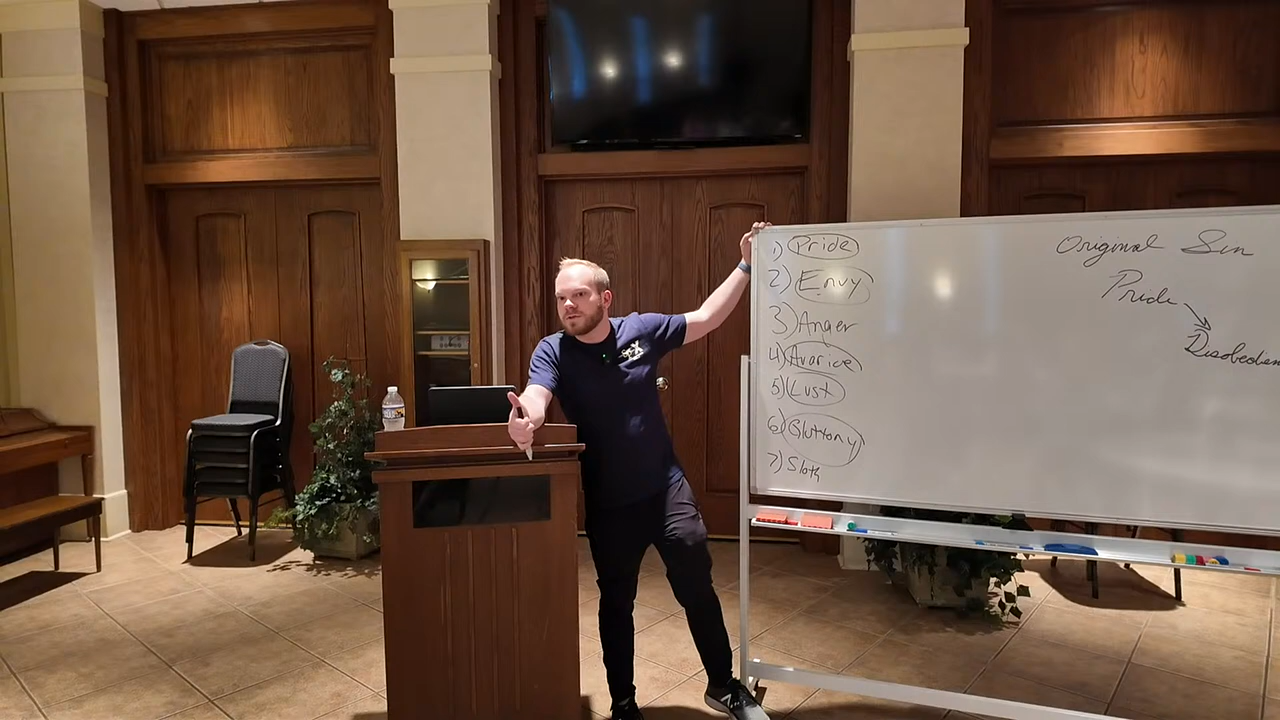 1) Pride
2) Envy
3) Anger
4) Avarice
5) Lust
6) Gluttony
7) Sloth
Original Sin
Pride
Disobedien